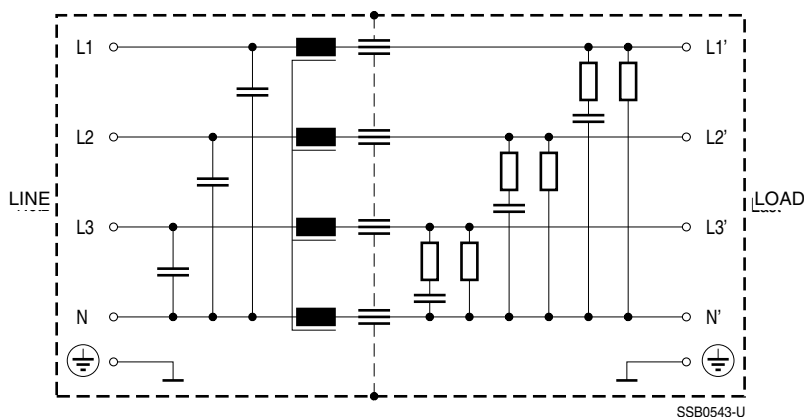 L1 L1’
L2 L2’
LINE LOAD
L3 L3’
N N’
SSB0543-U